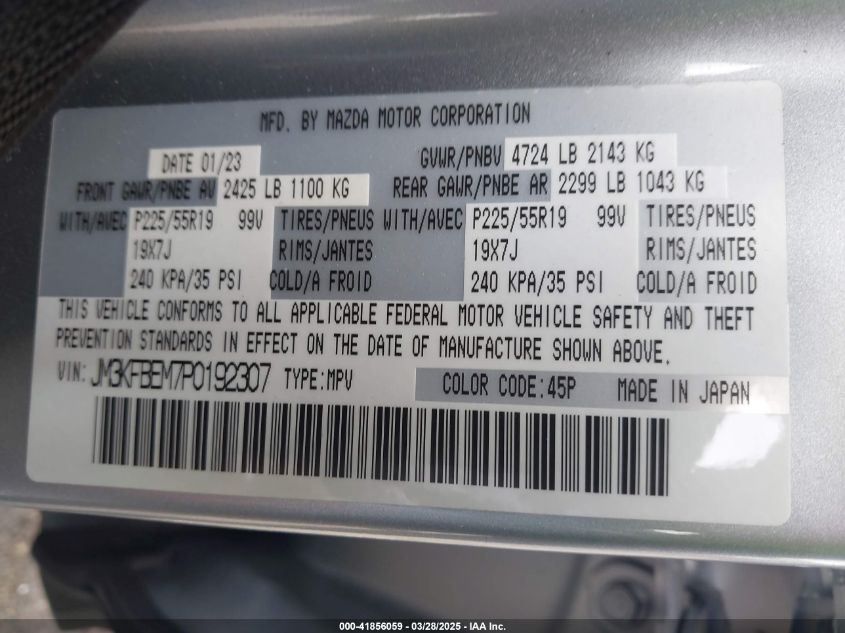 MFD. BY MAZDA MOTOR CORPORATION
DATE 01/23 GVWR/PNBV 4724 LB 2143 KG
FRONT GAWR/PNBE AV 2425 LB 1100 KG REAR GAWR/PNBE AR 2299 LB 1043 KG
WITH/AVEC P225/55R19 99V TIRES/PNEUS WITH/AVEC P225/55R19 99V TIRES/PNEUS
19X7J RIMS/JANTES 19X7J RIMS/JANTES
240 KPA/35 PSI COLD/A FROID 240 KPA/35 PSI COLD/A FROID
THIS VEHICLE CONFORMS TO ALL APPLICABLE FEDERAL MOTOR VEHICLE SAFETY AND THEFT
PREVENTION STANDARDS IN EFFECT ON THE DATE OF MANUFACTURE SHOWN ABOVE.
VIN: JM3KFBEM7P0192307 TYPE:MPV COLOR CODE:45P MADE IN JAPAN
000-41856059 - 03/28/2025 - IAA Inc.